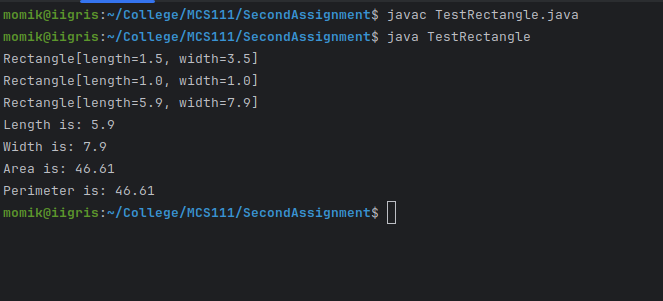 momik@iigris:~/College/MCS111/SecondAssignment$ javac TestRectangle.java
momik@iigris:~/College/MCS111/SecondAssignment$ java TestRectangle
Rectangle[length=1.5, width=3.5]
Rectangle[length=1.0, width=1.0]
Rectangle[length=5.9, width=7.9]
Length is: 5.9
Width is: 7.9
Area is: 46.61
Perimeter is: 46.61
momik@iigris:~/College/MCS111/SecondAssignment$